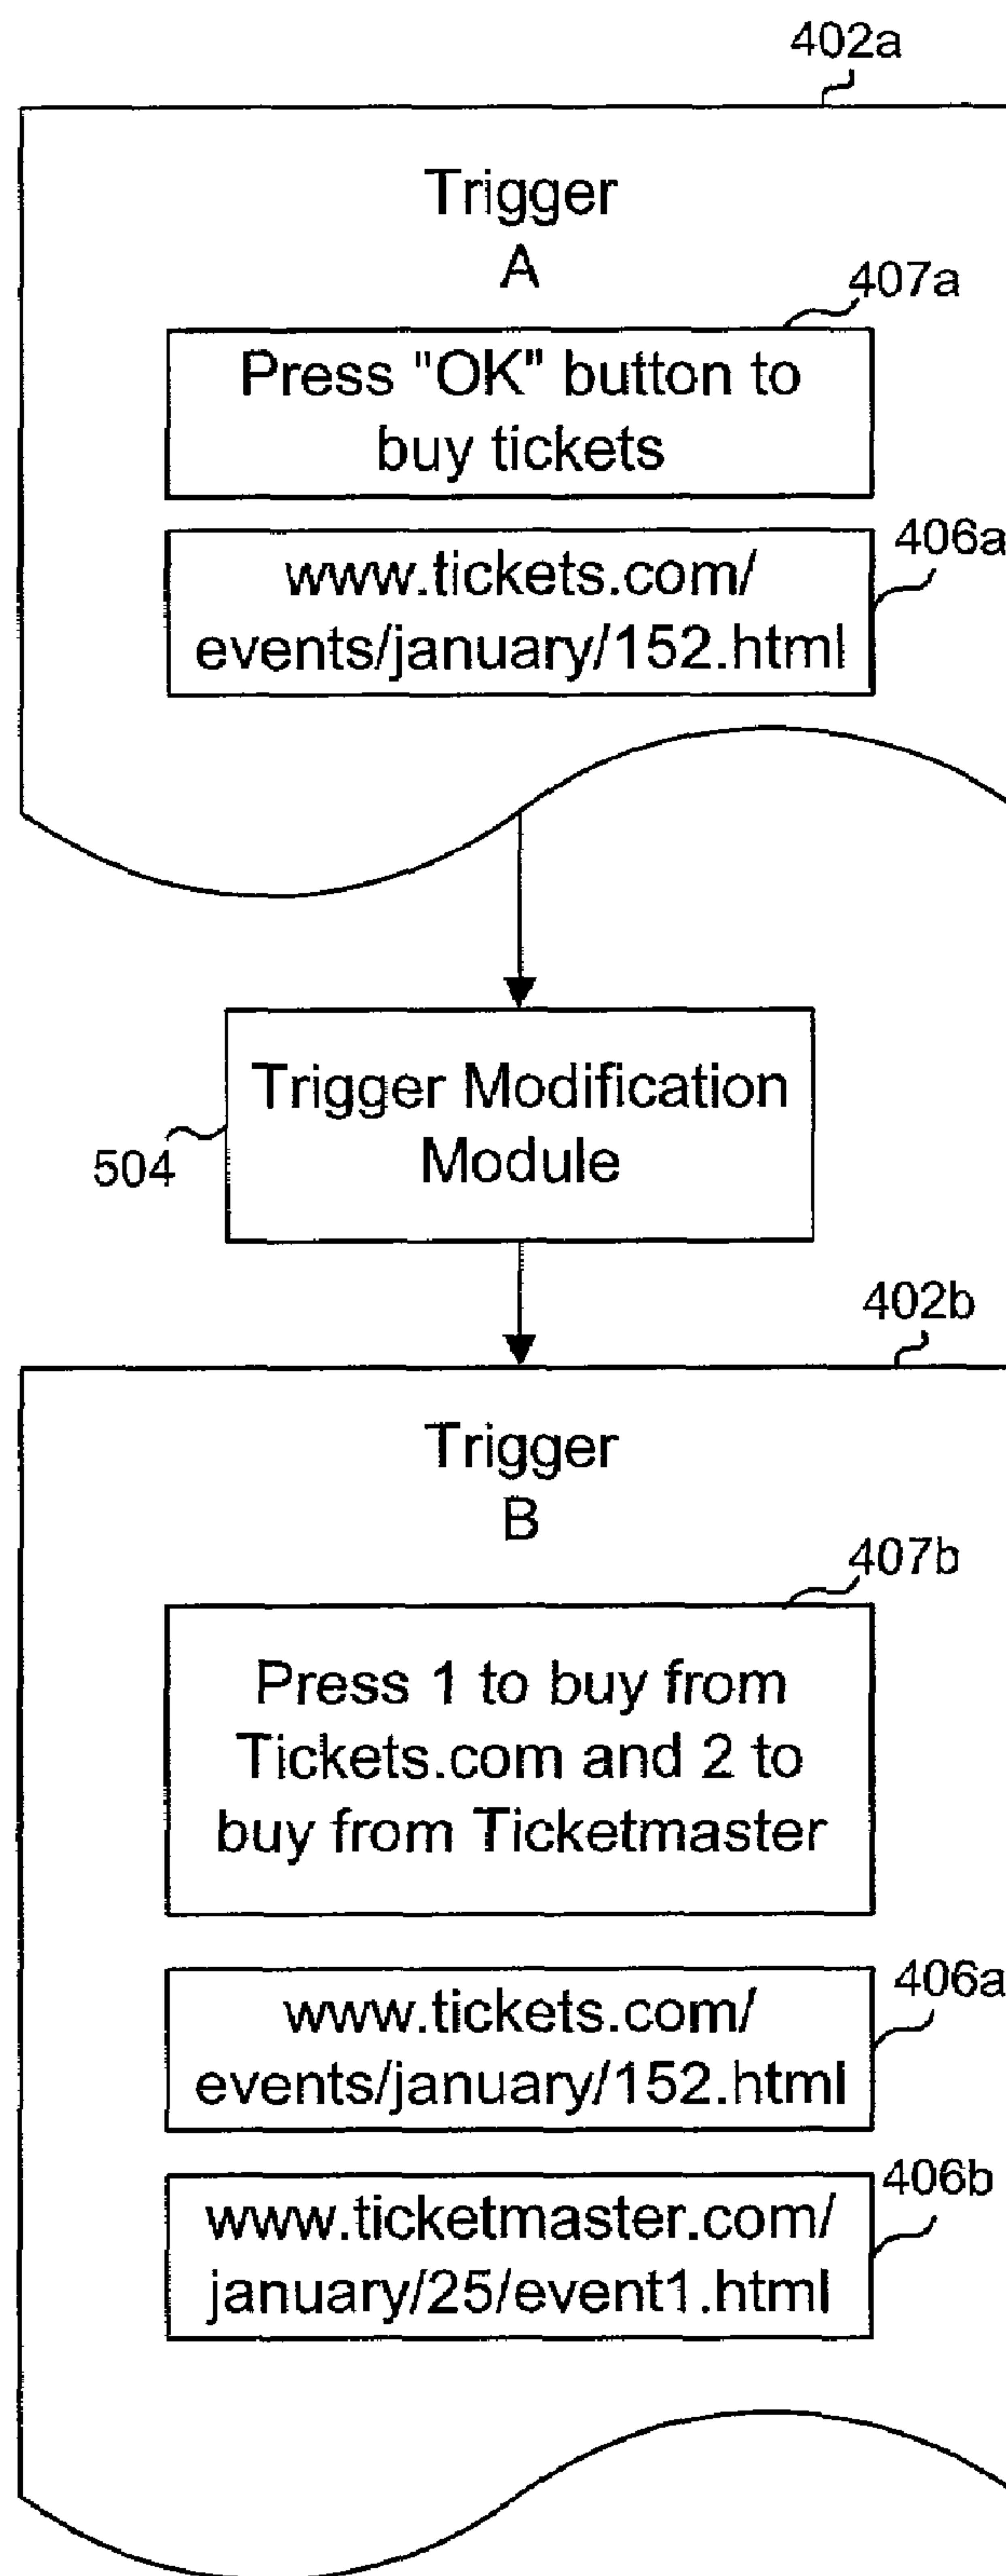 402a
Trigger
A
407a
Press "OK" button to
buy tickets
406a
www.tickets.com/
events/january/152.html
Trigger Modification
Module
504
402b
Trigger
B
407b
Press 1 to buy from
Tickets.com and 2 to
buy from Ticketmaster
406a
www.tickets.com/
events/january/152.html
406b
www.ticketmaster.com/
january/25/event1.html